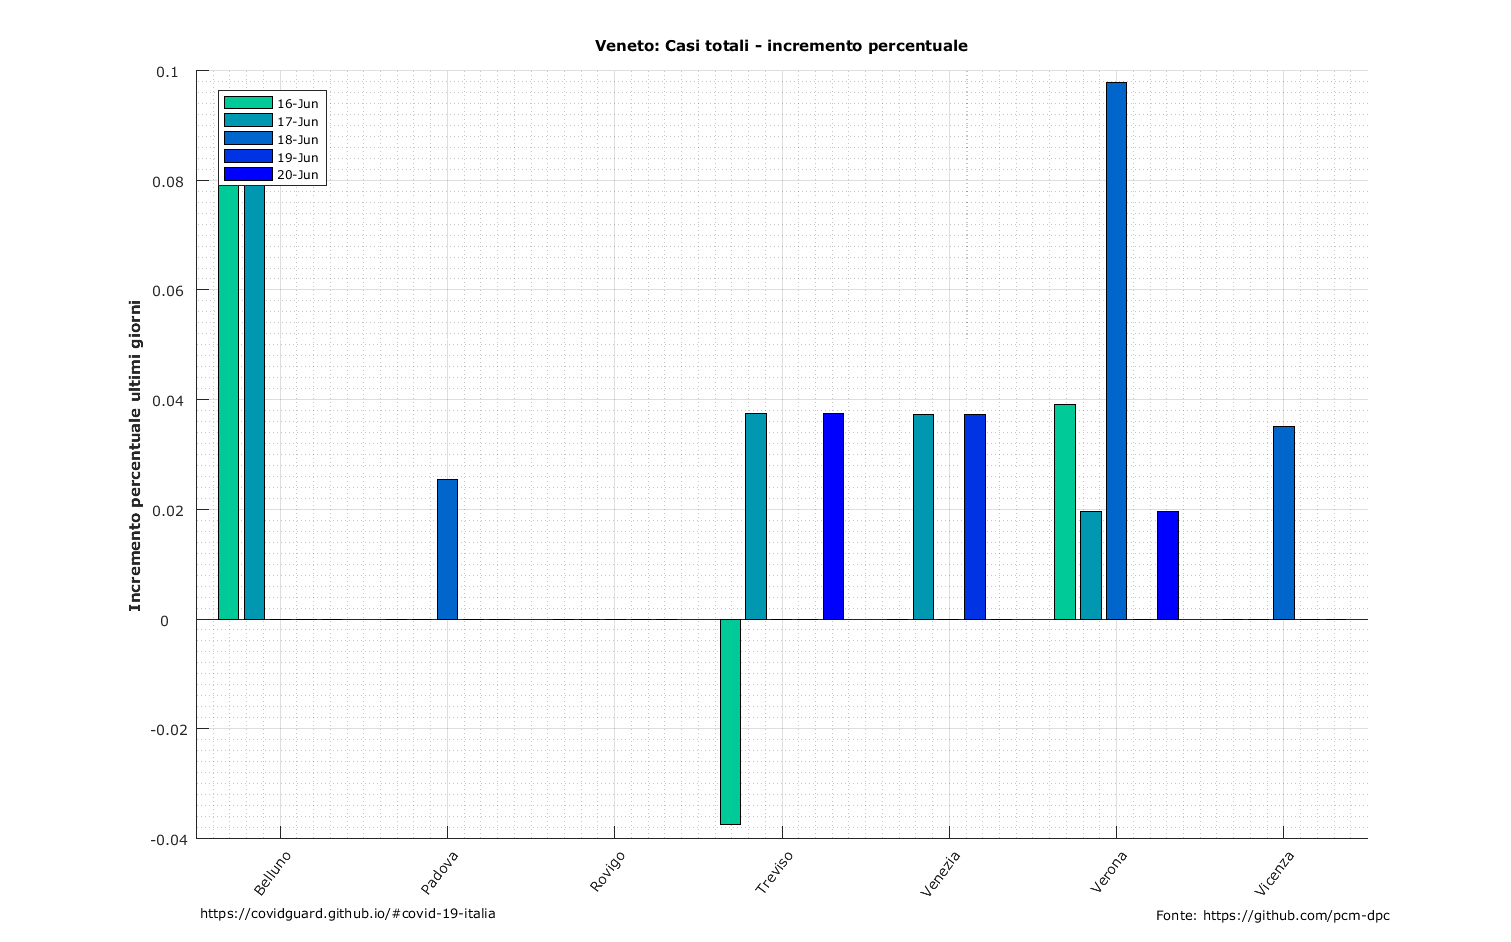 Veneto: Casi totali - incremento percentuale
Incremento percentuale ultimi giorni
0.1
0.08
0.06
0.04
0.02
0
-0.02
-0.04
16-Jun
17-Jun
18-Jun
19-Jun
20-Jun
Belluno
Padova
Rovigo
Treviso
Venezia
Verona
Vicenza
https://covidguard.github.io/#covid-19-italia
Fonte: https://github.com/pcm-dpc